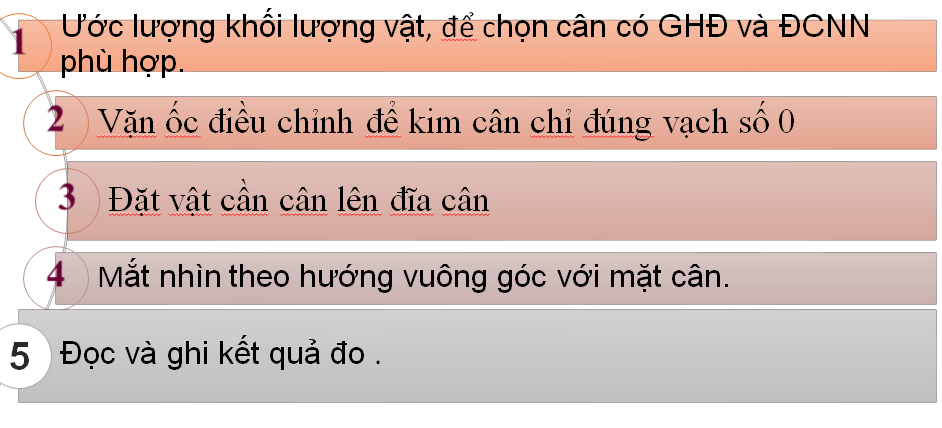 1 Ước lượng khối lượng vật, để chọn cân có GHĐ và ĐCNN
phù hợp.
2 Vặn ốc điều chỉnh để kim cân chỉ đúng vạch số 0
3 Đặt vật cần cân lên đĩa cân
4 Mắt nhìn theo hướng vuông góc với mặt cân.
5 Đọc và ghi kết quả đo .